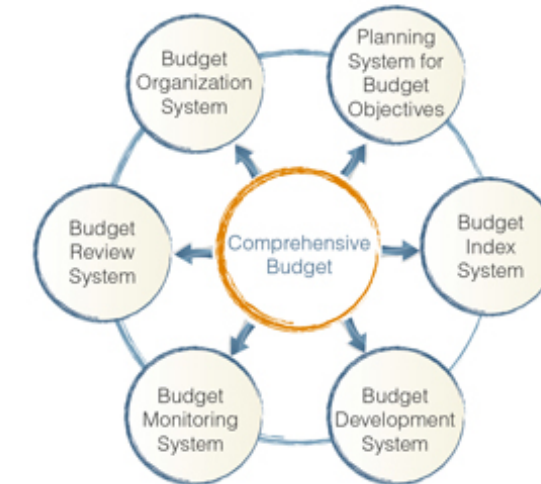 Budget
Organization
System
Planning
System for
Budget
Objectives
Budget
Review
System
Comprehensive
Budget
Budget
Index
System
Budget
Monitoring
System
Budget
Development
System